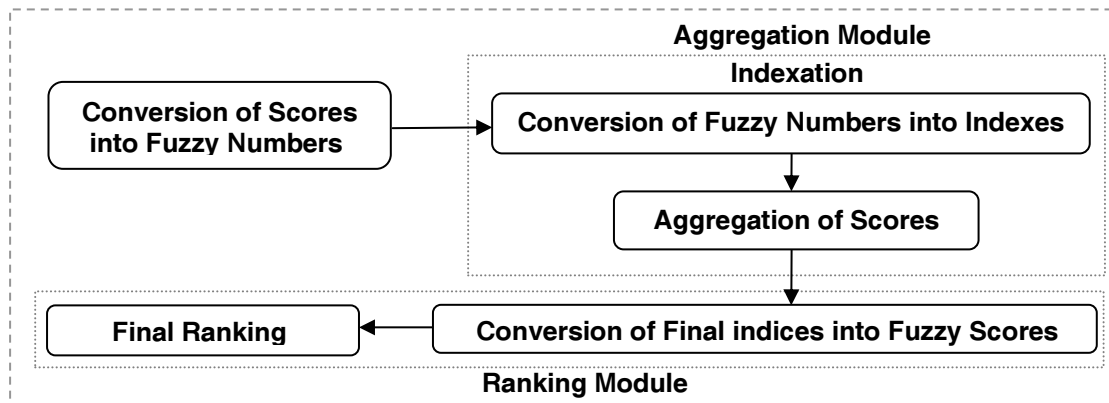 Aggregation Module
Indexation
Conversion of Scores
into Fuzzy Numbers
Conversion of Fuzzy Numbers into Indexes
Aggregation of Scores
Conversion of Final indices into Fuzzy Scores
Final Ranking
Ranking Module